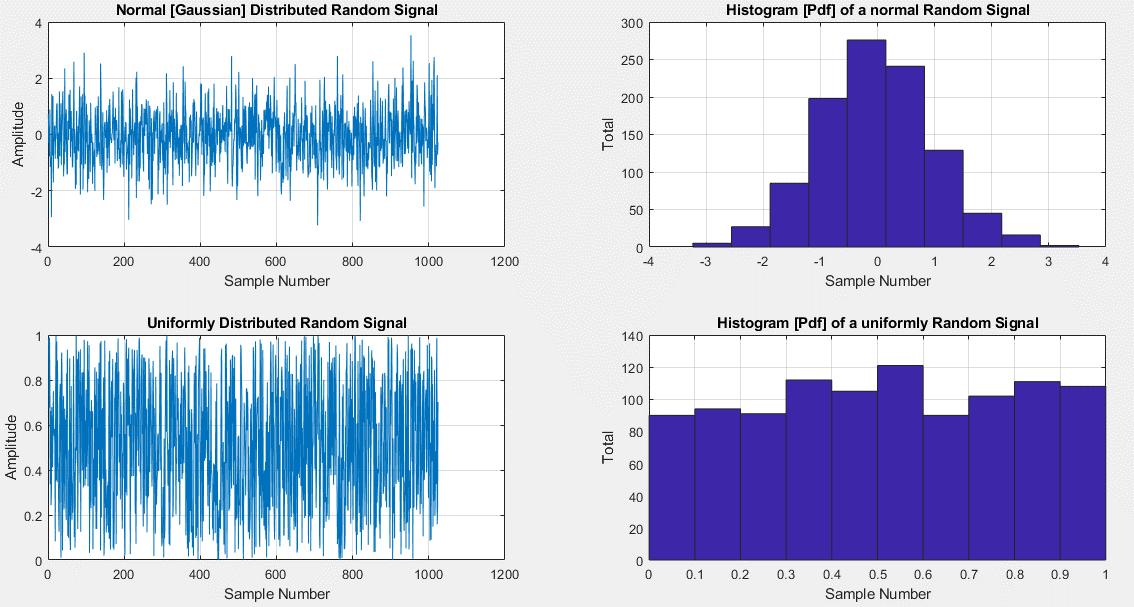 Normal [Gaussian] Distributed Random Signal
4
2
0
-2
-4
Amplitude
0 200 400 600 800 1000 1200
Sample Number
Histogram [Pdf] of a normal Random Signal
300
250
200
150
100
50
0
Total
-4 -3 -2 -1 0 1 2 3 4
Sample Number
Uniformly Distributed Random Signal
1
0.8
0.6
0.4
0.2
0
Amplitude
0 200 400 600 800 1000 1200
Sample Number
Histogram [Pdf] of a uniformly Random Signal
140
120
100
80
60
40
20
0
Total
0 0.1 0.2 0.3 0.4 0.5 0.6 0.7 0.8 0.9 1
Sample Number